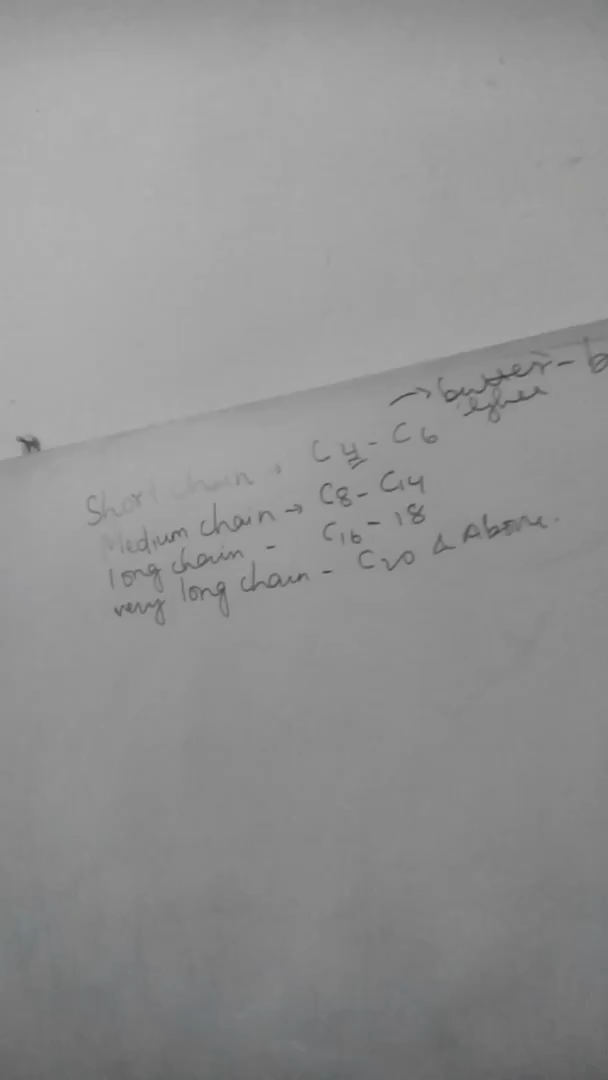 → butter - b
Short chain → C4 - C6
Medium chain → C8 - C14
long chain - C16 - 18
very long chain - C20 & Above.